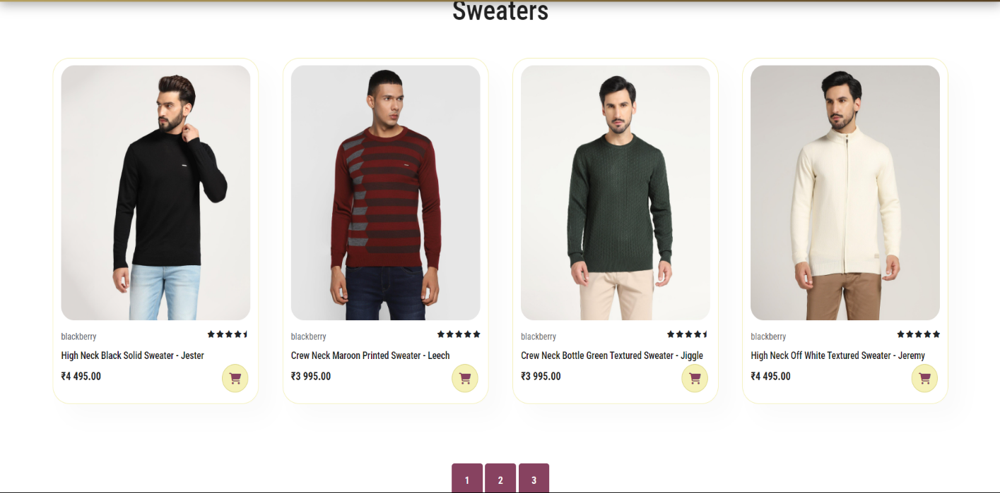 Sweaters
blackberry
High Neck Black Solid Sweater - Jester
₹4 495.00
blackberry
Crew Neck Maroon Printed Sweater - Leech
₹3 995.00
blackberry
Crew Neck Bottle Green Textured Sweater - Jiggle
₹3 995.00
blackberry
High Neck Off White Textured Sweater - Jeremy
₹4 495.00
1 2 3